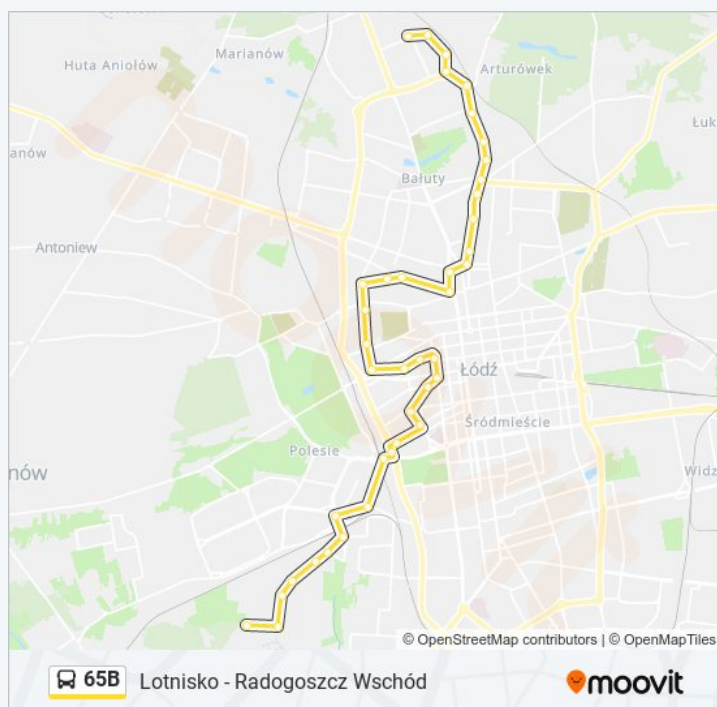 Marianów
Huta Aniołów
Arturówek
Łuk
anów
Bałuty
Antoniew
Łódź
Śródmieście
Polesie
nów
Widz
© OpenStreetMap contributors | © OpenMapTiles
65B
Lotnisko - Radogoszcz Wschód
moovit